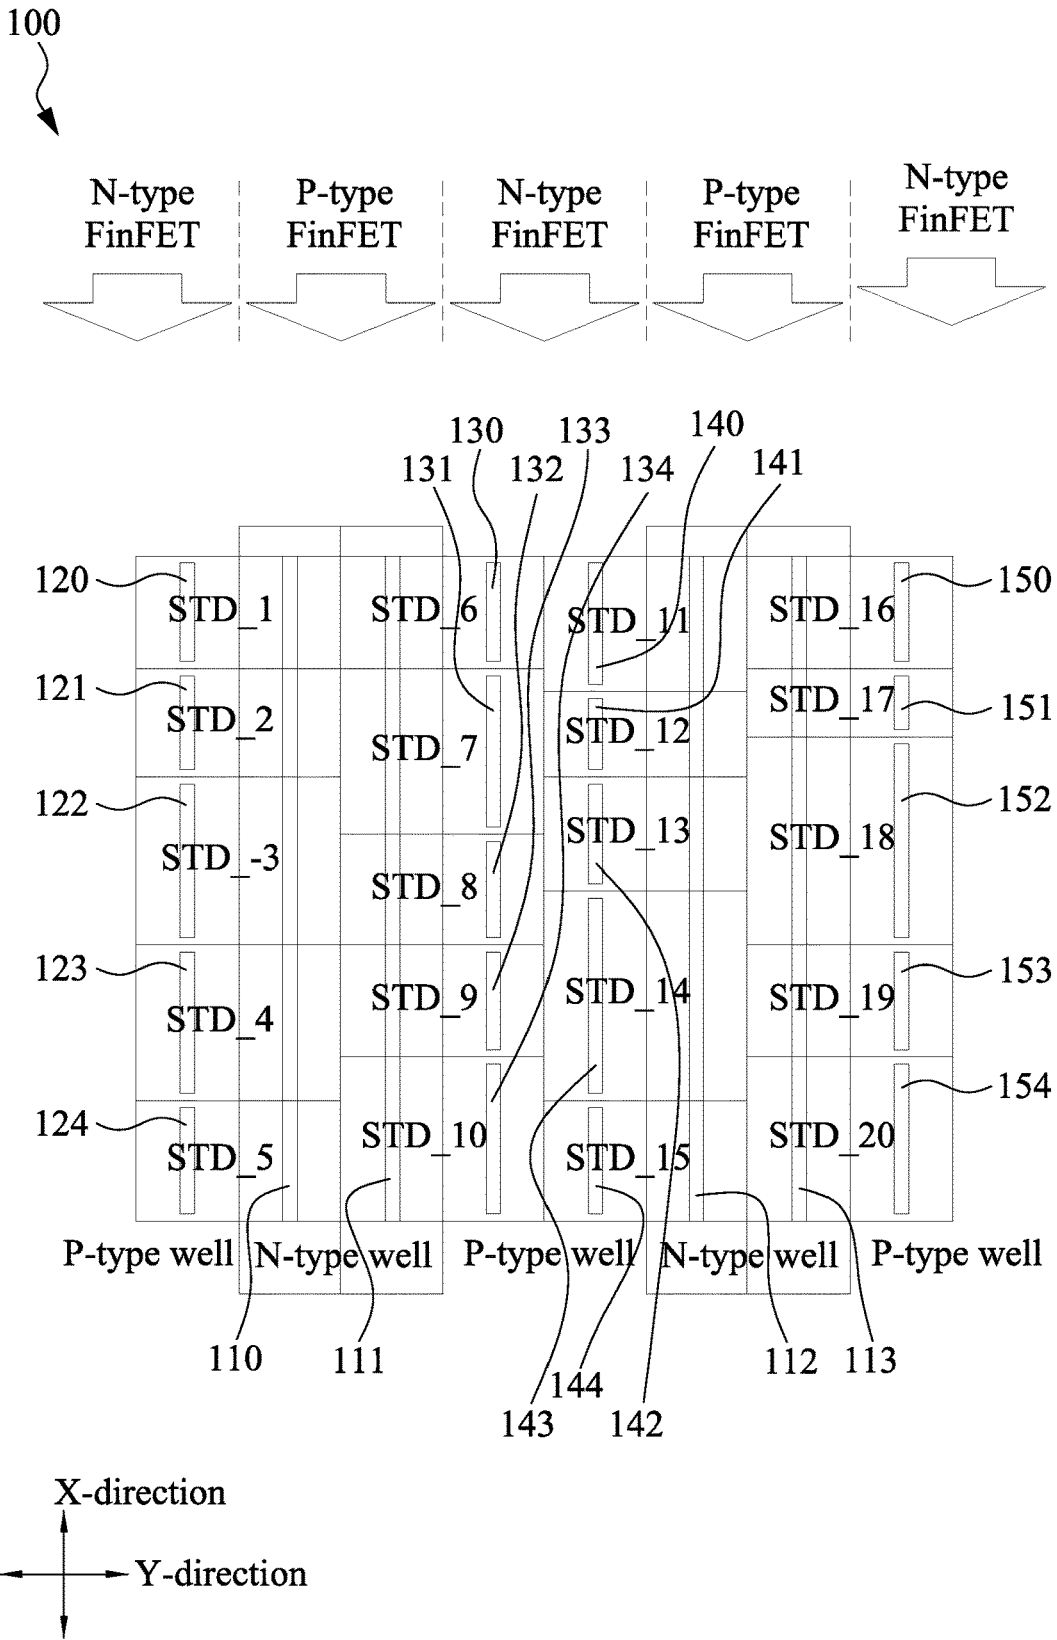 100
N-type FinFET
P-type FinFET
N-type FinFET
P-type FinFET
N-type FinFET
130
133
140
131
132
134
141
120
STD_1
STD_6
STD_11
STD_16
150
121
STD_2
STD_7
STD_12
STD_17
151
122
STD_-3
STD_8
STD_13
STD_18
152
123
STD_4
STD_9
STD_14
STD_19
153
124
STD_5
STD_10
STD_15
STD_20
154
P-type well
N-type well
P-type well
N-type well
P-type well
110
111
112
113
144
143
142
X-direction
Y-direction